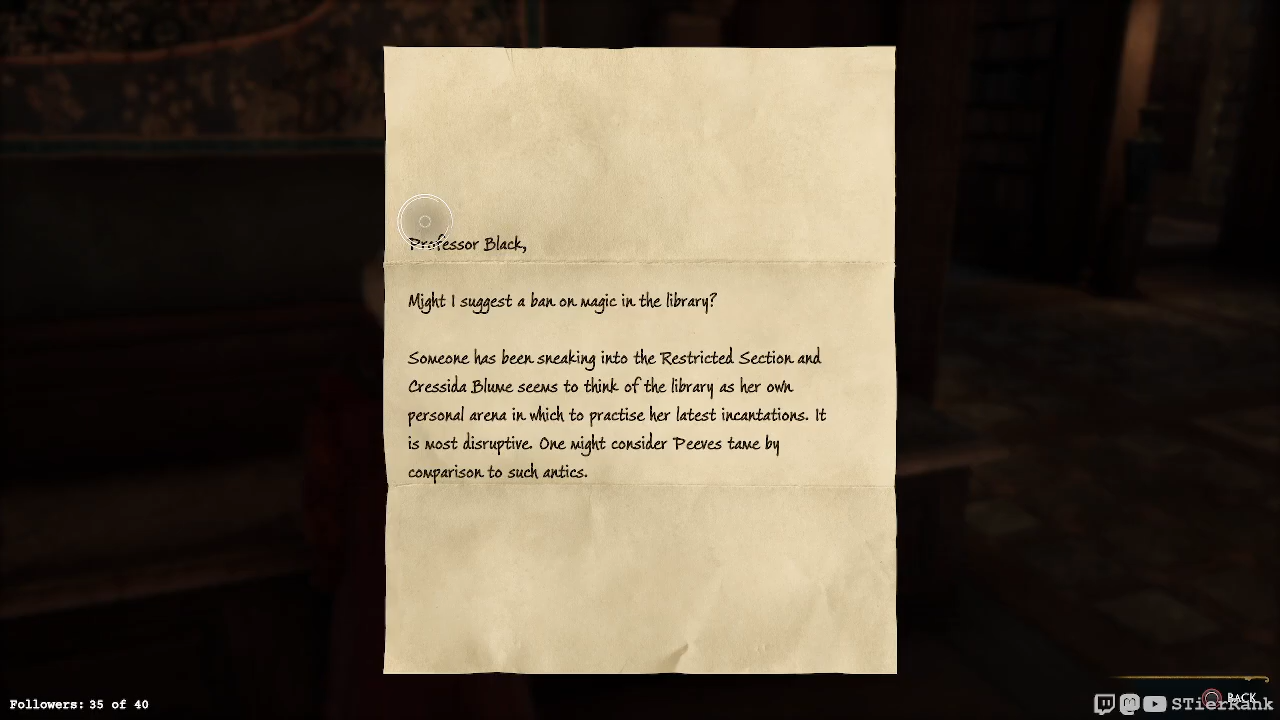 Professor Black,
Might I suggest a ban on magic in the library?
Someone has been sneaking into the Restricted Section and
Cressida Blume seems to think of the library as her own
personal arena in which to practise her latest incantations. It
is most disruptive. One might consider Peeves tame by
comparison to such antics.
Followers: 35 of 40
BACK
STierRank